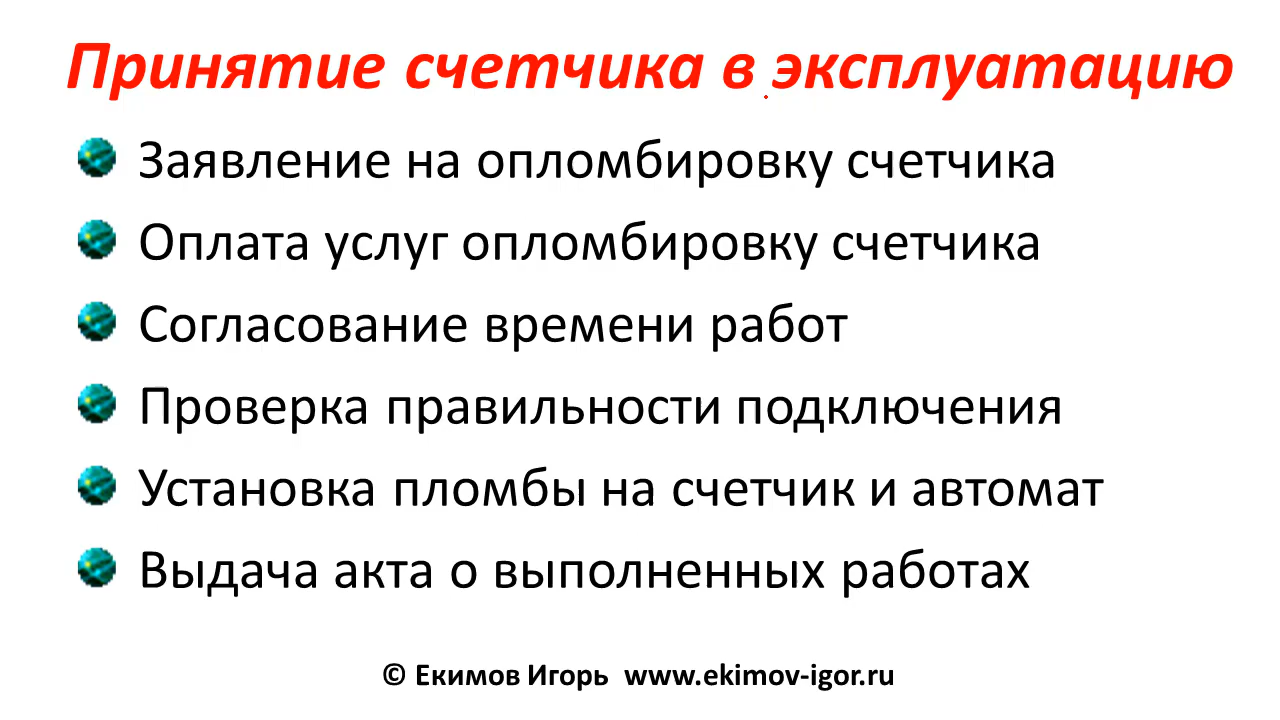 Принятие счетчика в эксплуатацию
Заявление на опломбировку счетчика
Оплата услуг опломбировку счетчика
Согласование времени работ
Проверка правильности подключения
Установка пломбы на счетчик и автомат
Выдача акта о выполненных работах
© Екимов Игорь www.ekimov-igor.ru